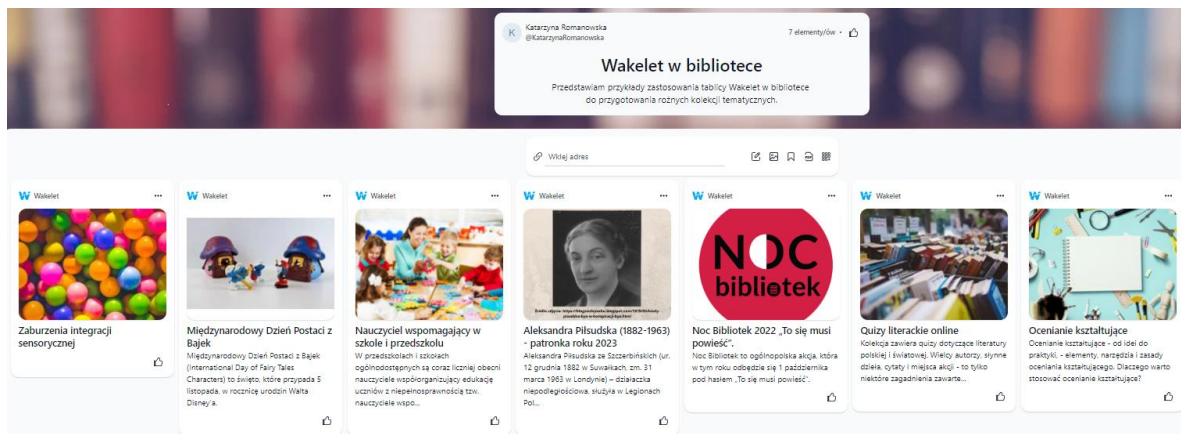 K
Katarzyna Romanowska
@KatarzynaRomanowska
7 elementy/ów
Wakelet w bibliotece
Przedstawiam przykłady zastosowania tablicy Wakelet w bibliotece
do przygotowania rożnych kolekcji tematycznych.
Wklej adres
Wakelet
Zaburzenia integracji
sensorycznej
Wakelet
Międzynarodowy Dzień Postaci z
Bajek
Międzynarodowy Dzień Postaci z Bajek
(International Day of Fairy Tales
Characters) to święto, które przypada 5
listopada, w rocznicę urodzin Walta
Disney'a.
Wakelet
Nauczyciel wspomagający w
szkole i przedszkolu
W przedszkolach i szkołach
ogólnodostępnych są coraz liczniej obecni
nauczyciele współorganizujący edukację
uczniów z niepełnosprawnością tzw.
nauczyciele wspo...
Wakelet
Aleksandra Piłsudska (1882-1963)
- patronka roku 2023
Aleksandra Piłsudska ze Szczerbińskich (ur.
12 grudnia 1882 w Suwałkach, zm. 31
marca 1963 w Londynie) – działaczka
niepodległościowa, służyła w Legionach
Pol...
Wakelet
NOC
bibliotek
Noc Bibliotek 2022 „To się musi
powieść”.
Noc Bibliotek to ogólnopolska akcja, która
w tym roku odbędzie się 1 października
pod hasłem „To się musi powieść”.
Wakelet
Quizy literackie online
Kolekcja zawiera quizy dotyczące literatury
polskiej i światowej. Wielcy autorzy, słynne
dzieła, cytaty i miejsca akcji - to tylko
niektóre zagadnienia zawarte...
Wakelet
Ocenianie kształtujące
Ocenianie kształtujące - od idei do
praktyki, - elementy, narzędzia i zasady
oceniania kształtującego. Dlaczego warto
stosować ocenianie kształtujące?